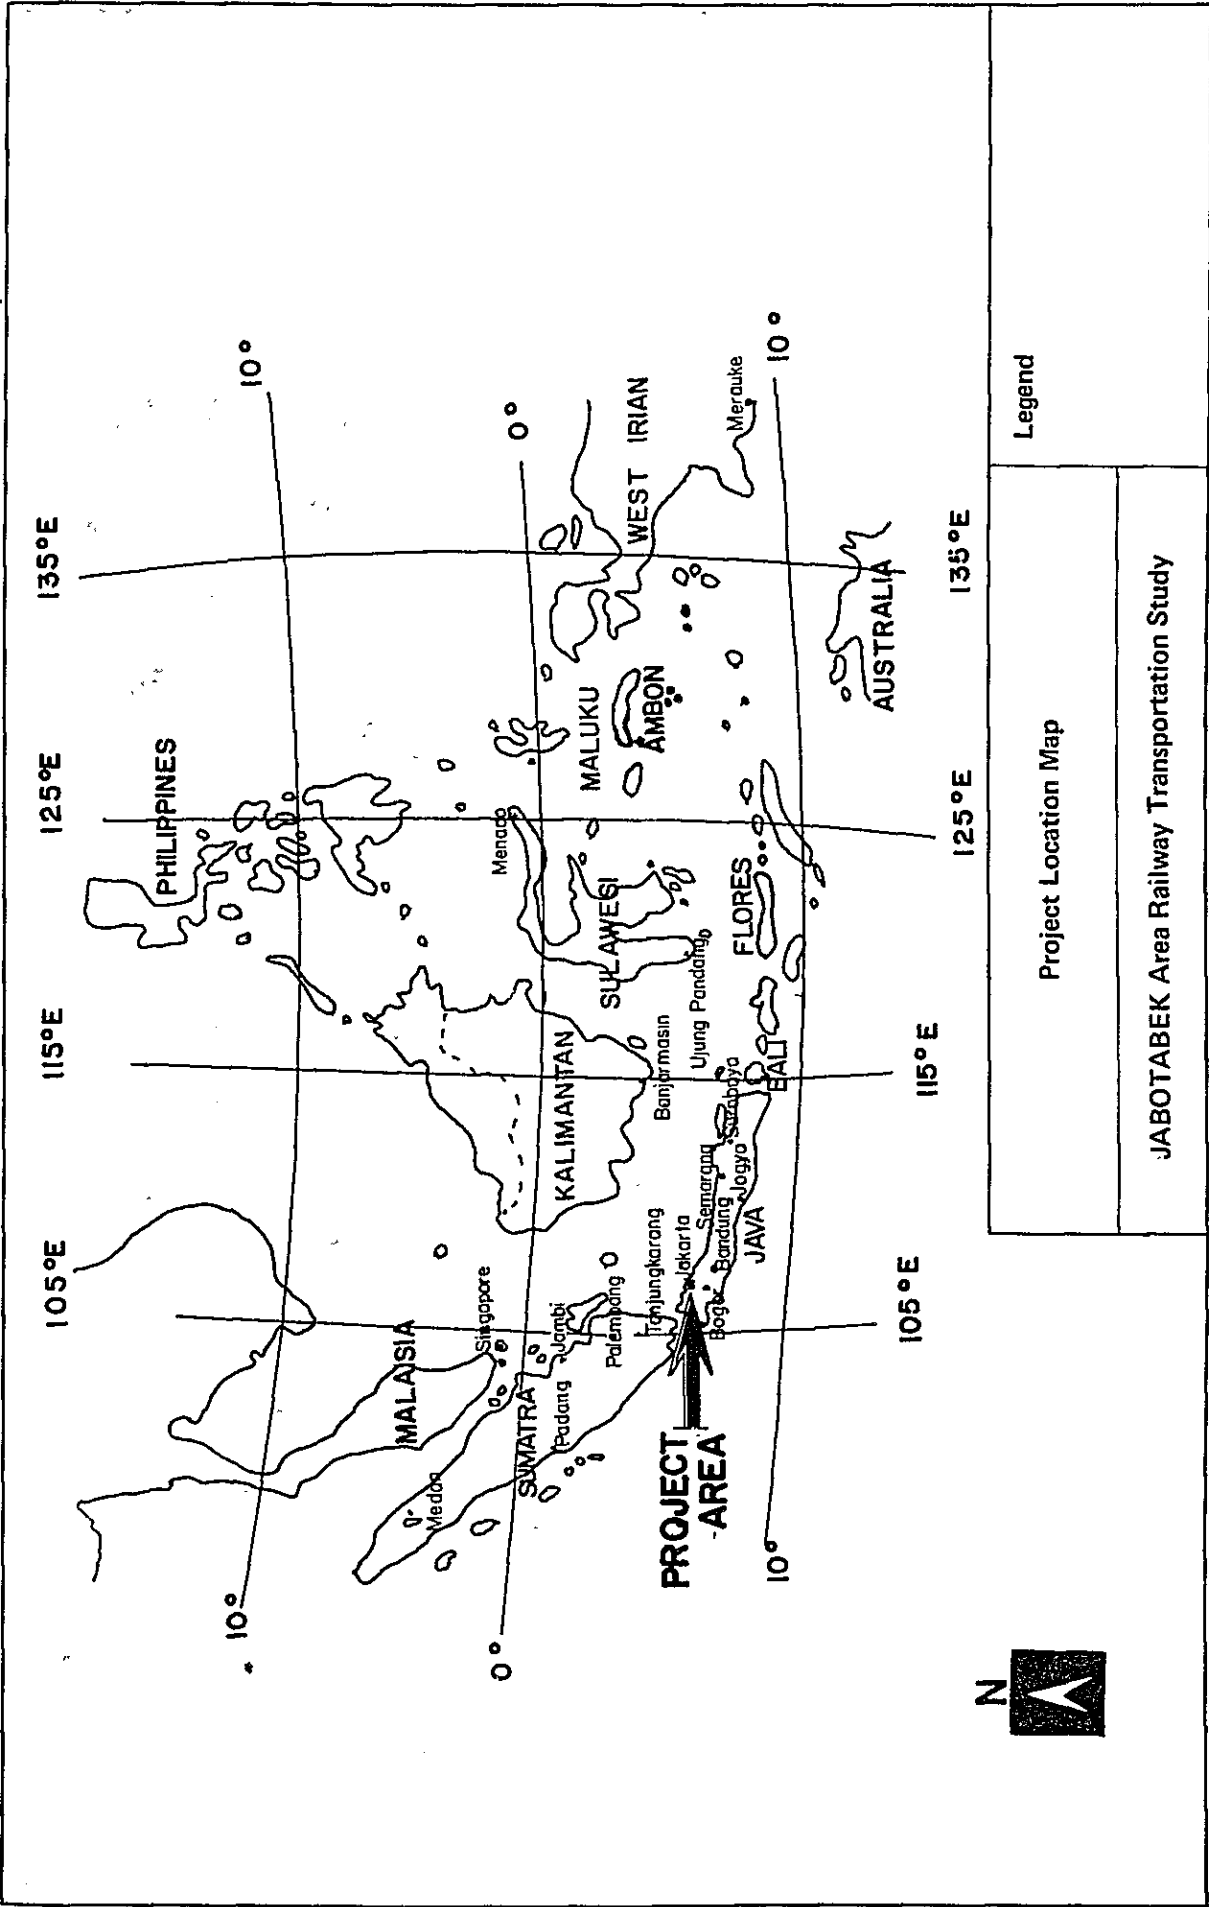 105°E
115°E
125°E
135°E
PHILIPPINES
10°
10°
MALAISIA
Medan
Singapore
Menaao
0°
0°
SUMATRA
Padang
Jambi
KALIMANTAN
MALUKU
SULAWESI
Palembang
AMBON
WEST IRIAN
Tanjungkarang
Banjarmasin
Ujung Pandang
PROJECT
AREA
Jakarta
Semarang
Bogor
Bandung
Jogya
Surabaya
FLORES
Merauke
JAVA
BALI
10°
10°
AUSTRALIA
105°E
115°E
125°E
135°E
N
Project Location Map
Legend
JABOTABEK Area Railway Transportation Study